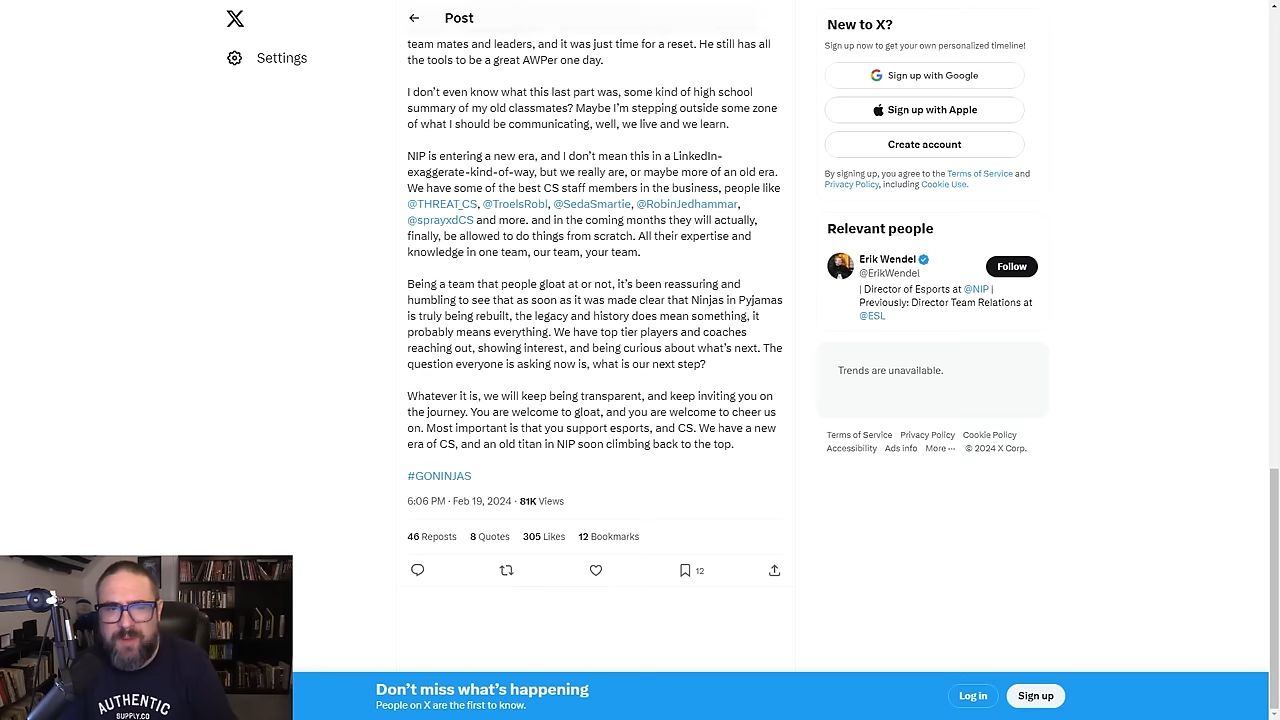 Settings
Post
team mates and leaders, and it was just time for a reset. He still has all
the tools to be a great AWPer one day.
I don’t even know what this last part was, some kind of high school
summary of my old classmates? Maybe I’m stepping outside some zone
of what I should be communicating, well, we live and we learn.
NIP is entering a new era, and I don’t mean this in a LinkedIn-
exaggerate-kind-of-way, but we really are, or maybe more of an old era.
We have some of the best CS staff members in the business, people like
@THREAT_CS, @TroelsRobl, @SedaSmartie, @RobinJedhammar,
@sprayxdCS and more. and in the coming months they will actually,
finally, be allowed to do things from scratch. All their expertise and
knowledge in one team, our team, your team.
Being a team that people gloat at or not, it’s been reassuring and
humbling to see that as soon as it was made clear that Ninjas in Pyjamas
is truly being rebuilt, the legacy and history does mean something, it
probably means everything. We have top tier players and coaches
reaching out, showing interest, and being curious about what’s next. The
question everyone is asking now is, what is our next step?
Whatever it is, we will keep being transparent, and keep inviting you on
the journey. You are welcome to gloat, and you are welcome to cheer us
on. Most important is that you support esports, and CS. We have a new
era of CS, and an old titan in NIP soon climbing back to the top.
#GONINJAS
6:06 PM · Feb 19, 2024 · 81K Views
46 Reposts 8 Quotes 305 Likes 12 Bookmarks
12
New to X?
Sign up now to get your own personalized timeline!
Sign up with Google
Sign up with Apple
Create account
By signing up, you agree to the Terms of Service and
Privacy Policy, including Cookie Use.
Relevant people
Erik Wendel
@ErikWendel
Follow
| Director of Esports at @NIP |
Previously: Director Team Relations at
@ESL
Trends are unavailable.
Terms of Service Privacy Policy Cookie Policy
Accessibility Ads info More ··· © 2024 X Corp.
AUTHENTIC
SUPPLY.CO
Don’t miss what’s happening
People on X are the first to know.
Log in
Sign up